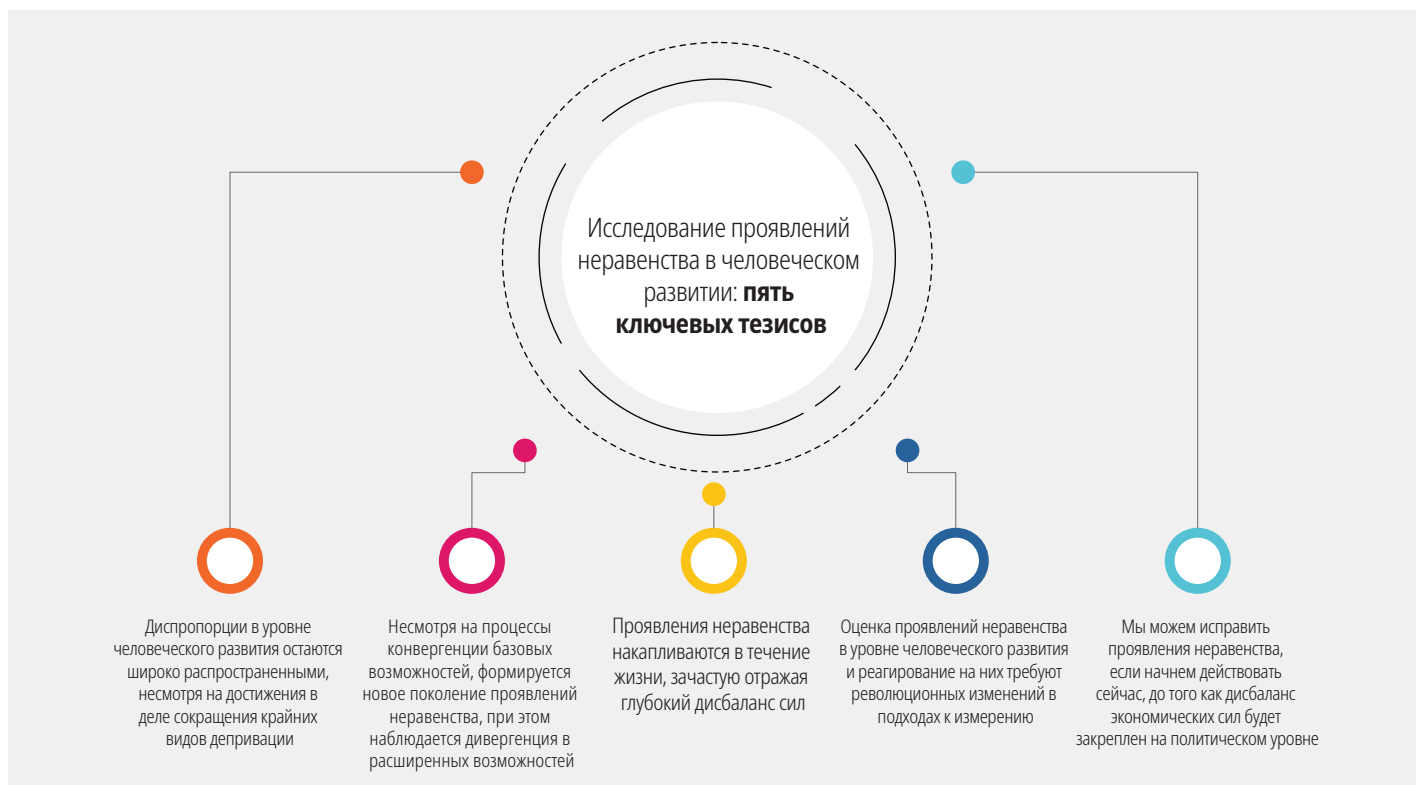 Исследование проявлений
неравенства в человеческом
развитии: пять
ключевых тезисов
Диспропорции в уровне
человеческого развития остаются
широко распространенными,
несмотря на достижения в
деле сокращения крайних
видов депривации
Несмотря на процессы
конвергенции базовых
возможностей, формируется
новое поколение проявлений
неравенства, при этом
наблюдается дивергенция в
расширенных возможностей
Проявления неравенства
накапливаются в течение
жизни, зачастую отражая
глубокий дисбаланс сил
Оценка проявлений неравенства
в уровне человеческого развития
и реагирование на них требуют
революционных изменений в
подходах к измерению
Мы можем исправить
проявления неравенства,
если начнем действовать
сейчас, до того как дисбаланс
экономических сил будет
закреплен на политическом уровне